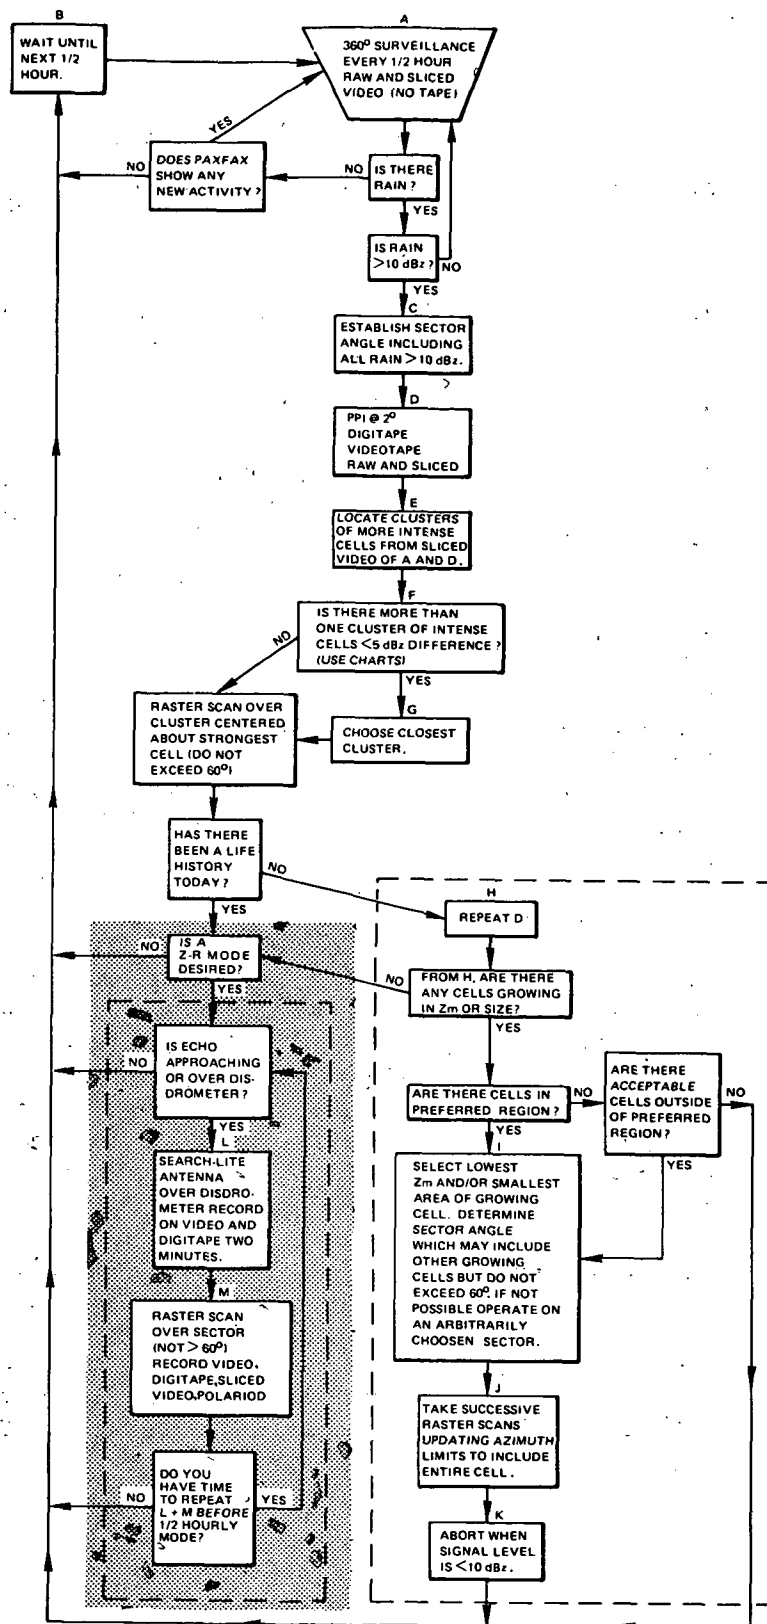 B
WAIT UNTIL
NEXT 1/2
HOUR.
A
360° SURVEILLANCE
EVERY 1/2 HOUR
RAW AND SLICED
VIDEO (NO TAPE)
YES
NO
DOES PAXFAX
SHOW ANY
NEW ACTIVITY?
NO
IS THERE
RAIN?
YES
IS RAIN
>10 dBz?
NO
YES
C
ESTABLISH SECTOR
ANGLE INCLUDING
ALL RAIN >10 dBz.
D
PPI @ 2°
DIGITAPE
VIDEOTAPE
RAW AND SLICED
E
LOCATE CLUSTERS
OF MORE INTENSE
CELLS FROM SLICED
VIDEO OF A AND D.
F
IS THERE MORE THAN
ONE CLUSTER OF INTENSE
CELLS <5 dBz DIFFERENCE?
(USE CHARTS)
NO
YES
G
CHOOSE CLOSEST
CLUSTER.
RASTER SCAN OVER
CLUSTER CENTERED
ABOUT STRONGEST
CELL (DO NOT
EXCEED 60°)
HAS THERE
BEEN A LIFE
HISTORY
TODAY?
NO
YES
H
REPEAT D
NO
IS A
Z-R MODE
DESIRED?
YES
NO
FROM H, ARE THERE
ANY CELLS GROWING
IN Zm OR SIZE?
YES
NO
IS ECHO
APPROACHING
OR OVER DIS-
DROMETER?
YES
L
ARE THERE CELLS IN
PREFERRED REGION?
NO
YES
ARE THERE
ACCEPTABLE
CELLS OUTSIDE
OF PREFERRED
REGION?
NO
YES
SEARCH-LITE
ANTENNA
OVER DISDRO-
METER RECORD
ON VIDEO AND
DIGITAPE TWO
MINUTES.
I
SELECT LOWEST
Zm AND/OR SMALLEST
AREA OF GROWING
CELL. DETERMINE
SECTOR ANGLE
WHICH MAY INCLUDE
OTHER GROWING
CELLS BUT DO NOT
EXCEED 60°. IF NOT
POSSIBLE OPERATE ON
AN ARBITRARILY
CHOOSEN SECTOR.
M
RASTER SCAN
OVER SECTOR
(NOT > 60°)
RECORD VIDEO,
DIGITAPE, SLICED
VIDEO, POLARIOD
J
TAKE SUCCESSIVE
RASTER SCANS
UPDATING AZIMUTH
LIMITS TO INCLUDE
ENTIRE CELL.
NO
DO YOU
HAVE TIME
TO REPEAT
L + M BEFORE
1/2 HOURLY
MODE?
YES
K
ABORT WHEN
SIGNAL LEVEL
IS <10 dBz.